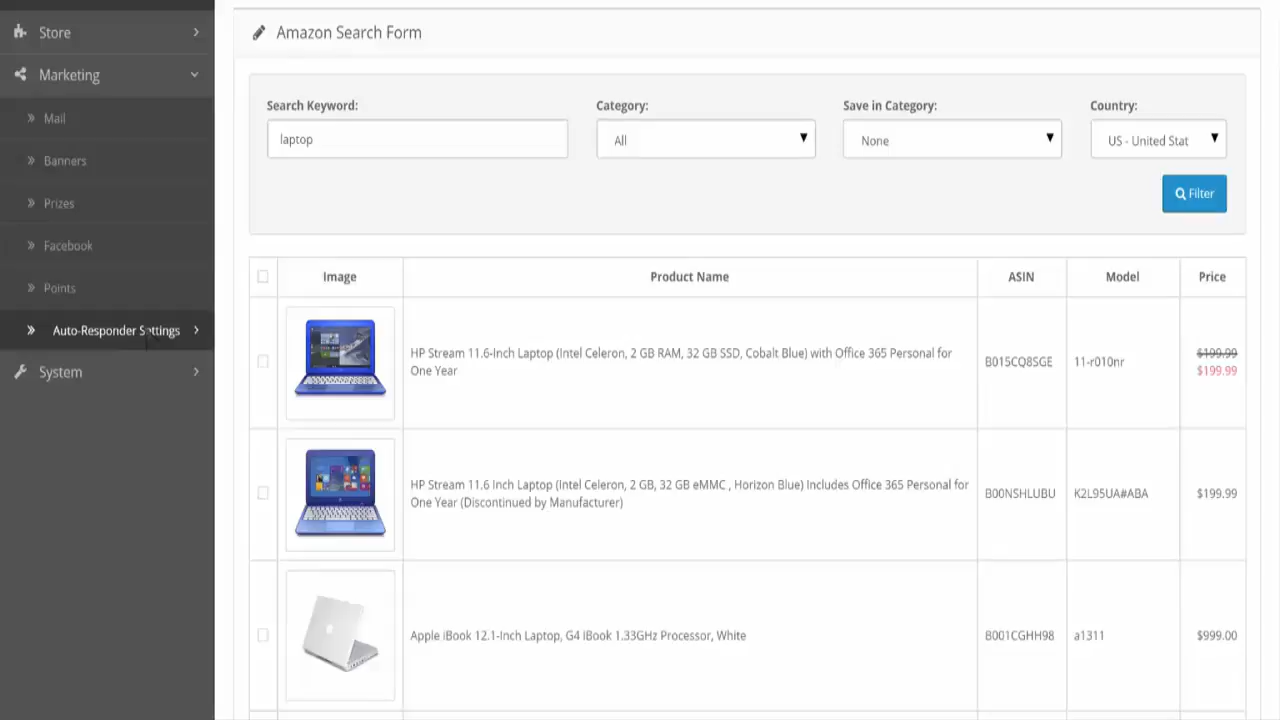 Store
Marketing
Mail
Banners
Prizes
Facebook
Points
Auto-Responder Settings
System
Amazon Search Form
Search Keyword:
Category:
Save in Category:
Country:
laptop
All
None
US - United Stat
Filter
Image
Product Name
ASIN
Model
Price
HP Stream 11.6-Inch Laptop (Intel Celeron, 2 GB RAM, 32 GB SSD, Cobalt Blue) with Office 365 Personal for
One Year
B015CQ8SGE
11-r010nr
$199.99
$199.99
HP Stream 11.6 Inch Laptop (Intel Celeron, 2 GB, 32 GB eMMC , Horizon Blue) Includes Office 365 Personal for
One Year (Discontinued by Manufacturer)
B00NSHLUBU
K2L95UA#ABA
$199.99
Apple iBook 12.1-Inch Laptop, G4 iBook 1.33GHz Processor, White
B001CGHH98
a1311
$999.00